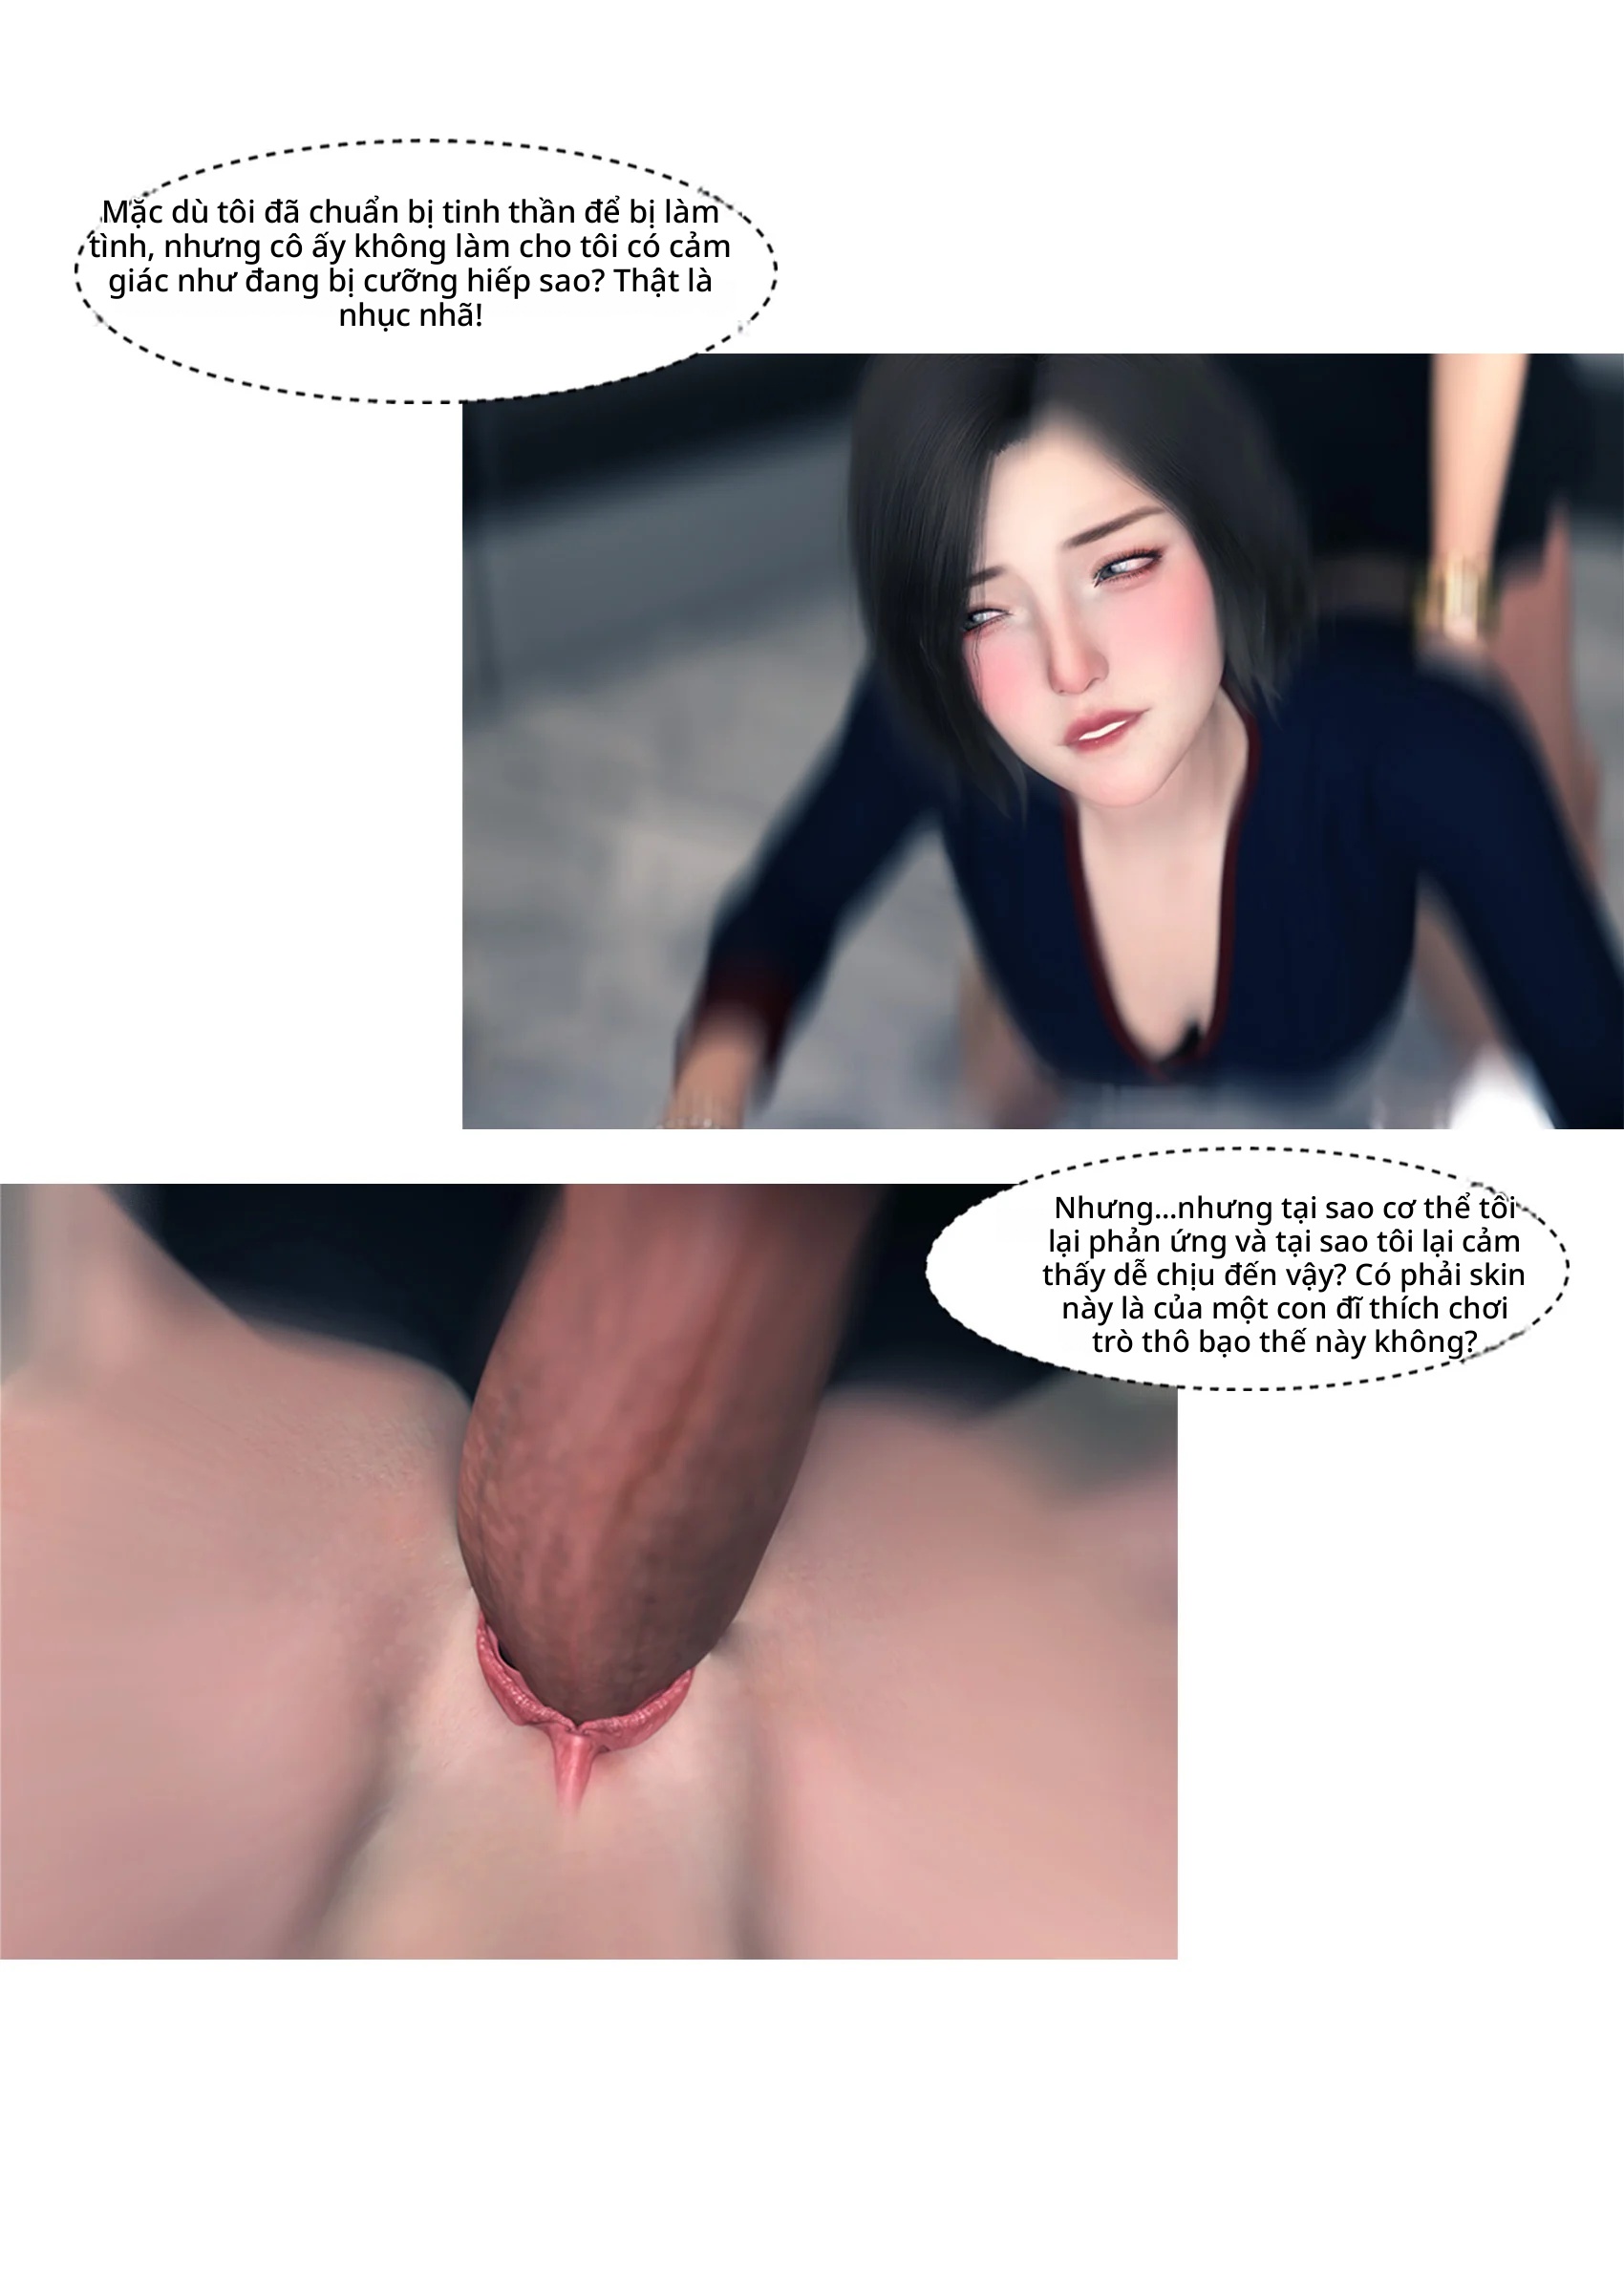 Mặc dù tôi đã chuẩn bị tinh thần để bị làm
tình, nhưng cô ấy không làm cho tôi có cảm
giác như đang bị cưỡng hiếp sao? Thật là
nhục nhã!
Nhưng...nhưng tại sao cơ thể tôi
lại phản ứng và tại sao tôi lại cảm
thấy dễ chịu đến vậy? Có phải skin
này là của một con đĩ thích chơi
trò thô bạo thế này không?